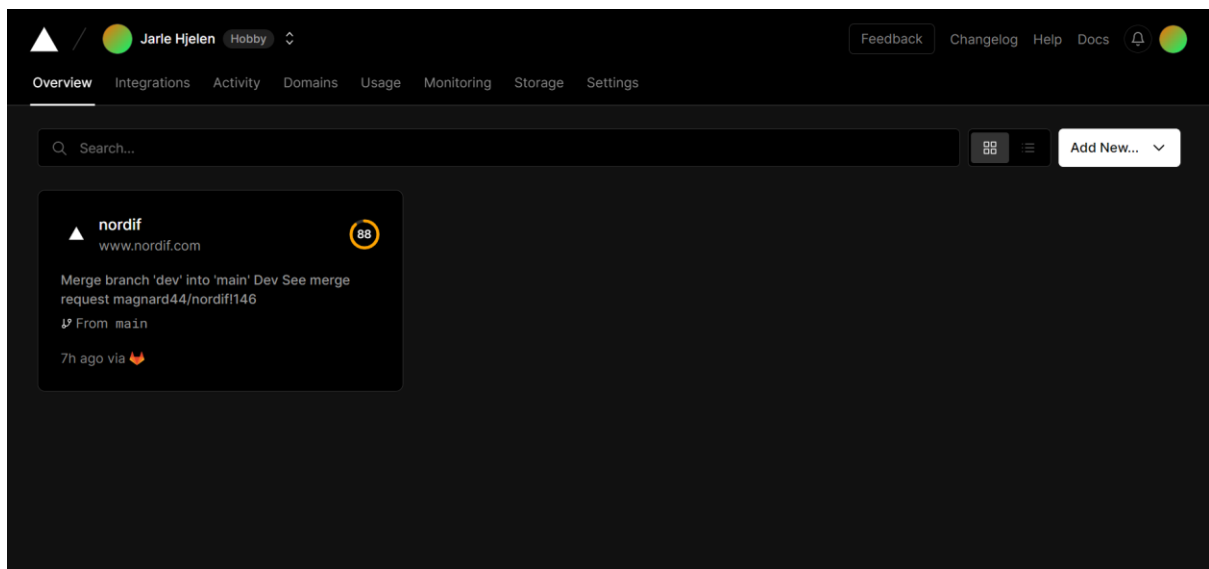 Jarle Hjelen Hobby
Feedback Changelog Help Docs
Overview Integrations Activity Domains Usage Monitoring Storage Settings
Search...
Add New...
nordif
www.nordif.com
88
Merge branch 'dev' into 'main' Dev See merge
request magnard44/nordif!146
From main
7h ago via